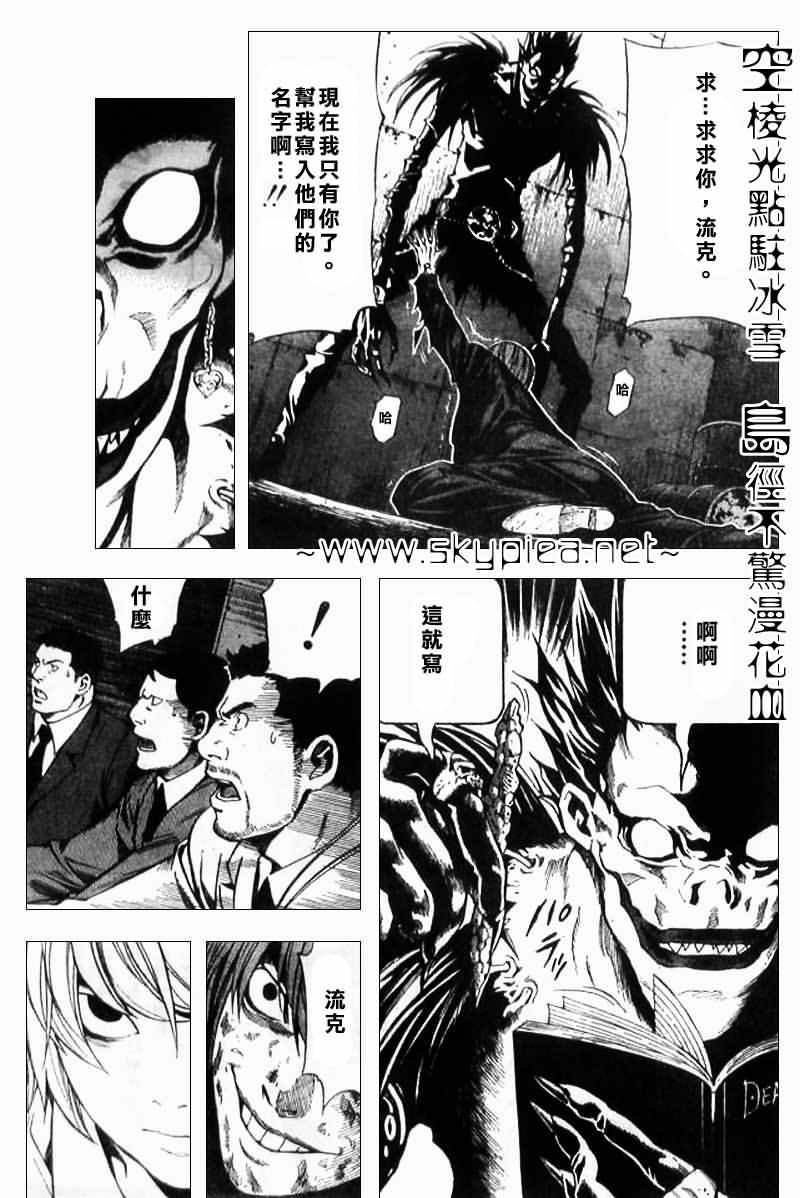 空棱光點駐冰雪 島徑不驚漫花血
求…求求你，流克。
現在我只有你了。
幫我寫入他們的
名字啊…!!
哈
哈
~www.skypiea.net~
啊啊
……
這就寫
DEA
！
什麼
流克